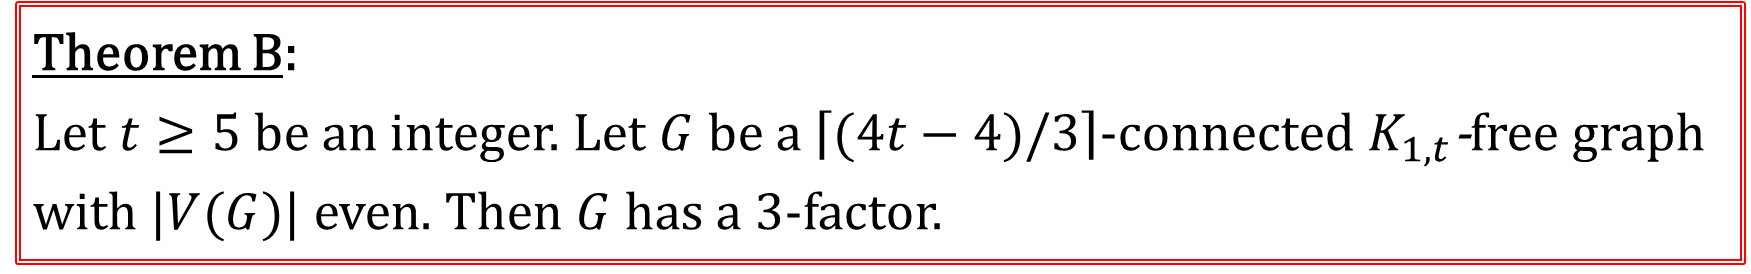 Theorem B:
Let t ≥ 5 be an integer. Let G be a ⌈(4t − 4)/3⌉-connected K₁,ₜ-free graph
with |V(G)| even. Then G has a 3-factor.